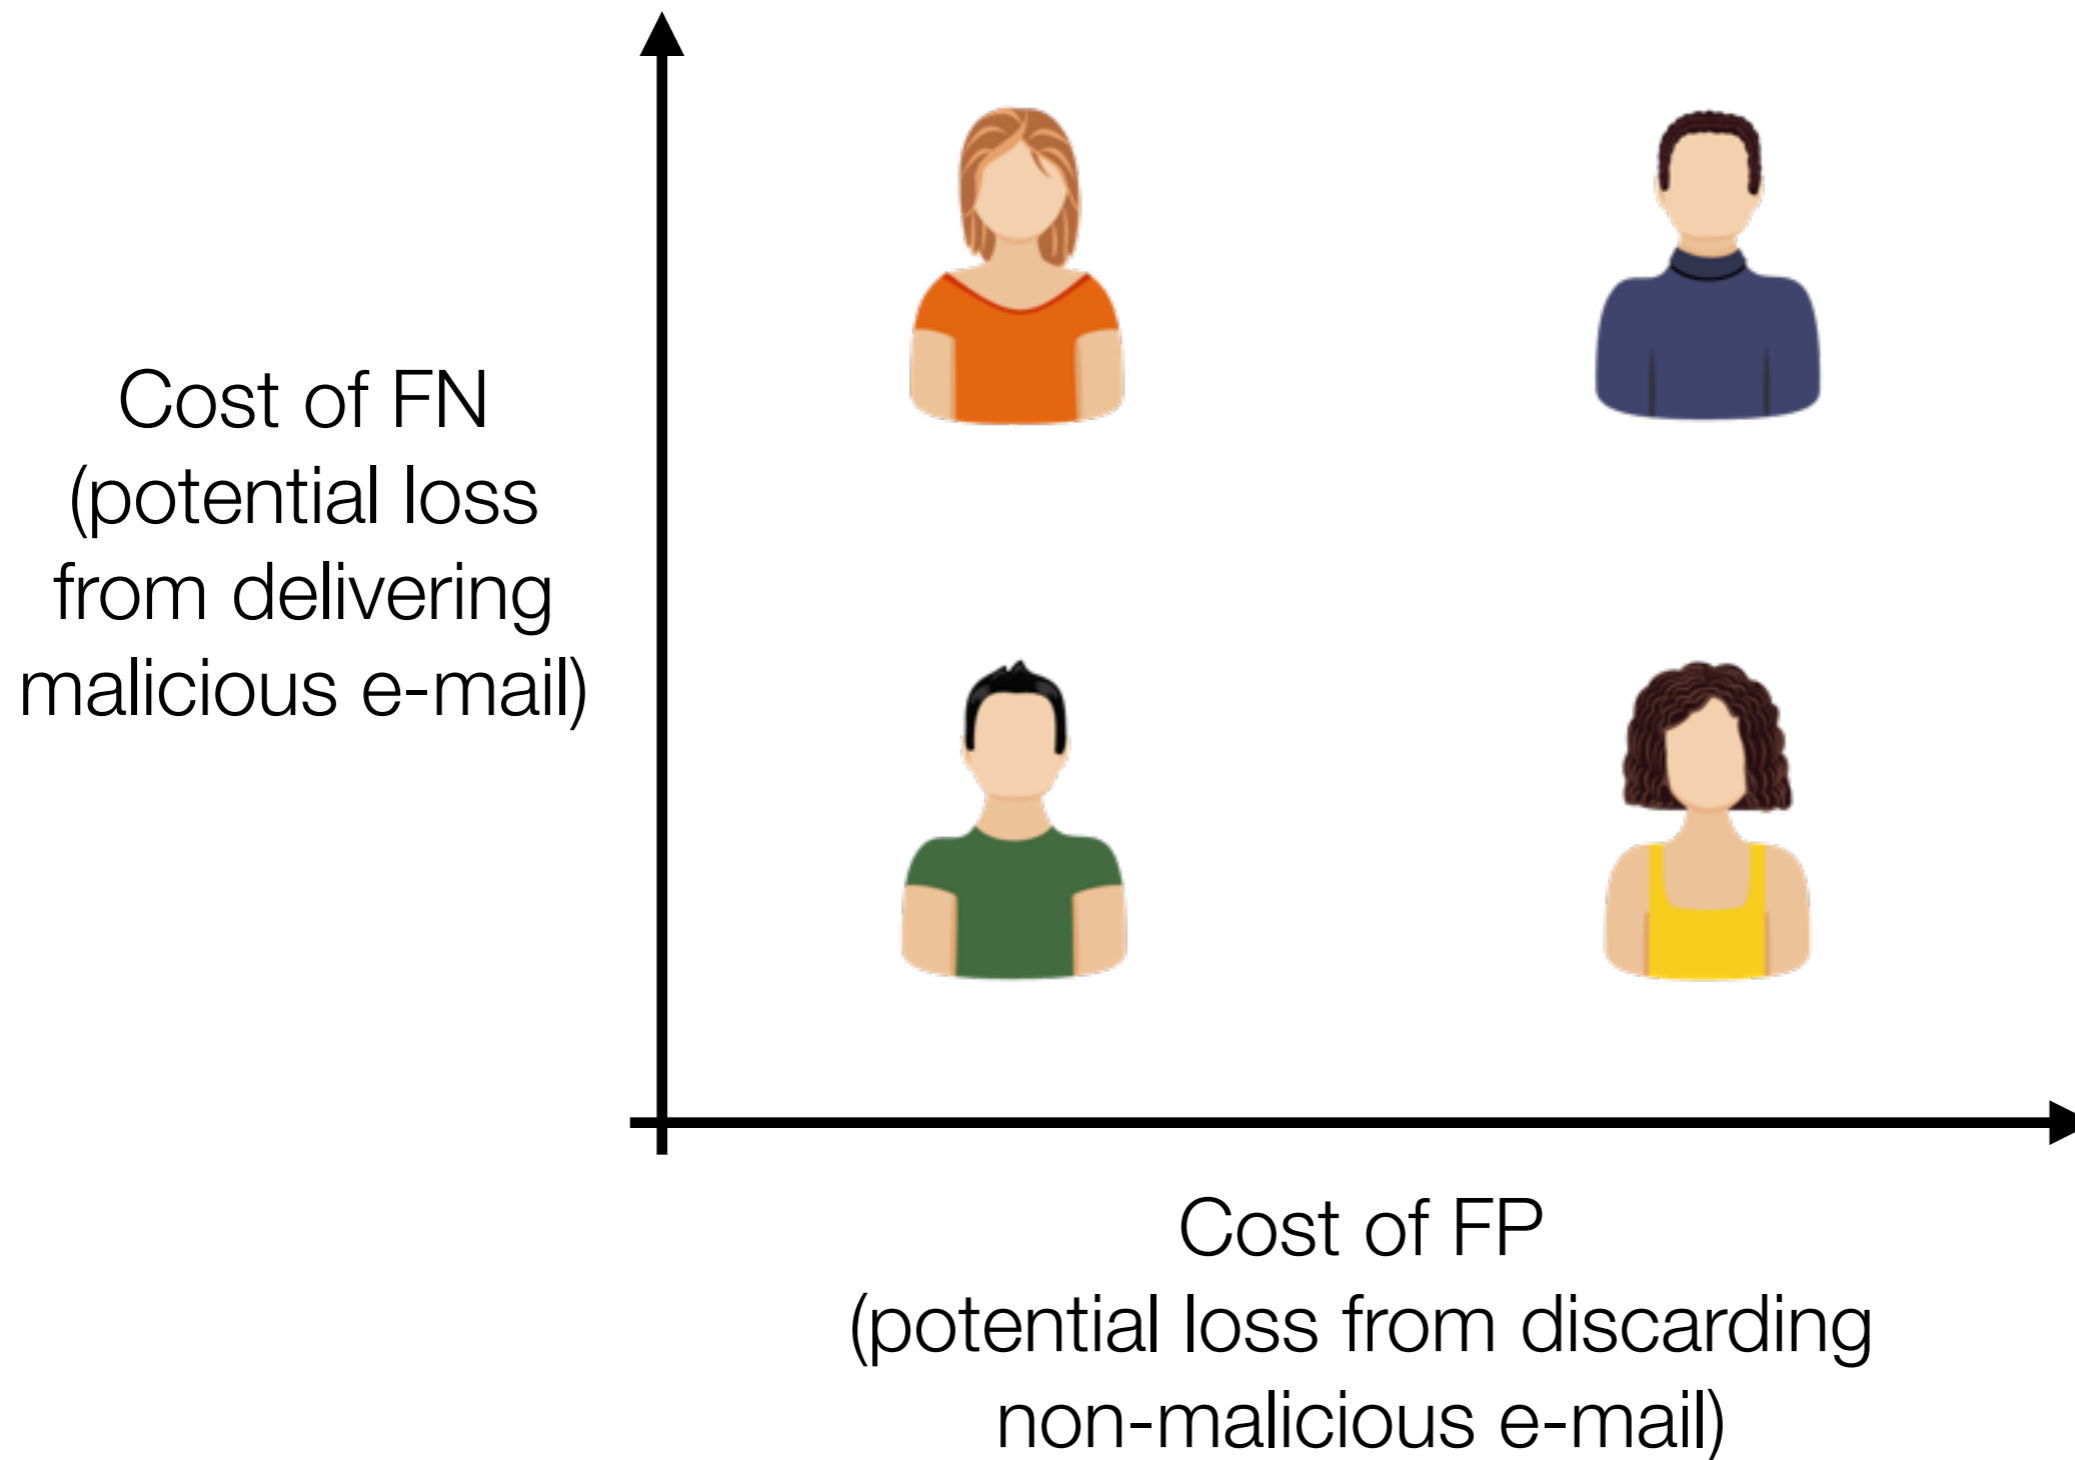 Cost of FN
(potential loss
from delivering
malicious e-mail)
Cost of FP
(potential loss from discarding
non-malicious e-mail)